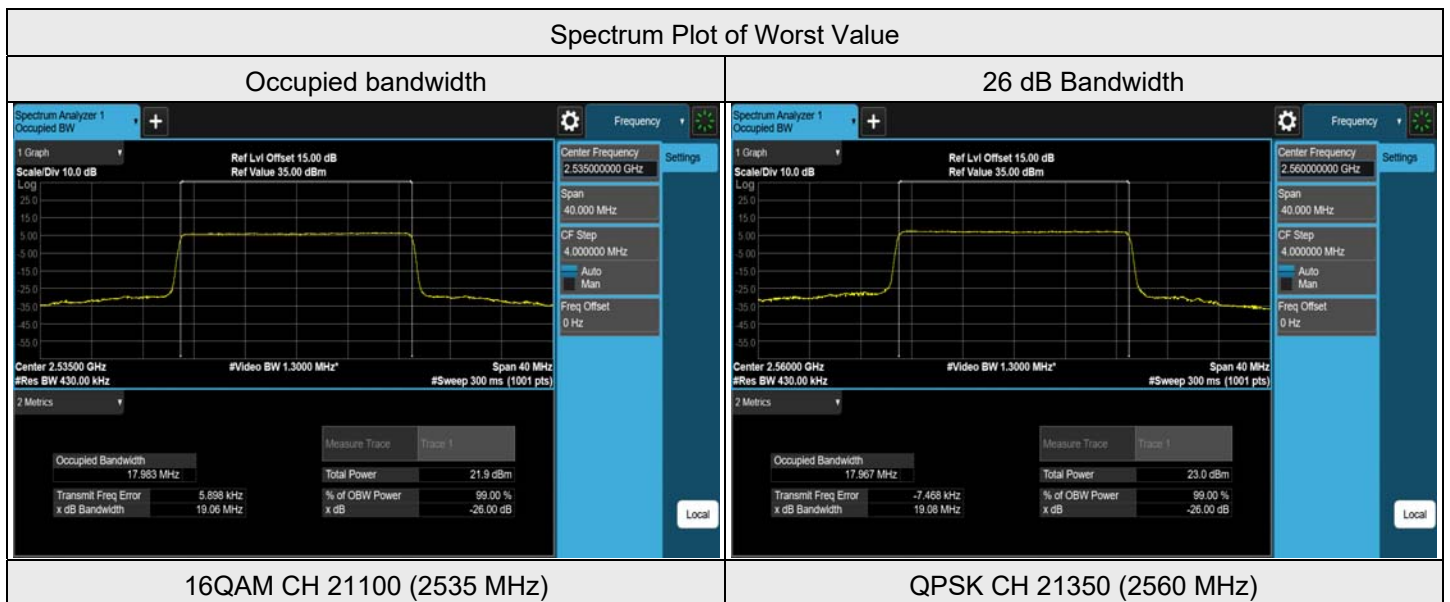 Spectrum Plot of Worst Value
Occupied bandwidth
26 dB Bandwidth
Spectrum Analyzer 1
Occupied BW
+
Frequency
1 Graph
Scale/Div 10.0 dB
Ref Lvl Offset 15.00 dB
Ref Value 35.00 dBm
Log
25.0
15.0
5.00
-5.00
-15.0
-25.0
-35.0
-45.0
-55.0
Center 2.53500 GHz
#Video BW 1.3000 MHz*
Span 40 MHz
#Res BW 430.00 kHz
#Sweep 300 ms (1001 pts)
Center Frequency
2.535000000 GHz
Settings
Span
40.000 MHz
CF Step
4.000000 MHz
Auto
Man
Freq Offset
0 Hz
2 Metrics
Measure Trace Trace 1
Occupied Bandwidth
17.983 MHz
Total Power 21.9 dBm
Transmit Freq Error 5.898 kHz
% of OBW Power 99.00 %
x dB Bandwidth 19.06 MHz
x dB -26.00 dB
Local
Spectrum Analyzer 1
Occupied BW
+
Frequency
1 Graph
Scale/Div 10.0 dB
Ref Lvl Offset 15.00 dB
Ref Value 35.00 dBm
Log
25.0
15.0
5.00
-5.00
-15.0
-25.0
-35.0
-45.0
-55.0
Center 2.56000 GHz
#Video BW 1.3000 MHz*
Span 40 MHz
#Res BW 430.00 kHz
#Sweep 300 ms (1001 pts)
Center Frequency
2.560000000 GHz
Settings
Span
40.000 MHz
CF Step
4.000000 MHz
Auto
Man
Freq Offset
0 Hz
2 Metrics
Measure Trace Trace 1
Occupied Bandwidth
17.967 MHz
Total Power 23.0 dBm
Transmit Freq Error -7.468 kHz
% of OBW Power 99.00 %
x dB Bandwidth 19.08 MHz
x dB -26.00 dB
Local
16QAM CH 21100 (2535 MHz)
QPSK CH 21350 (2560 MHz)